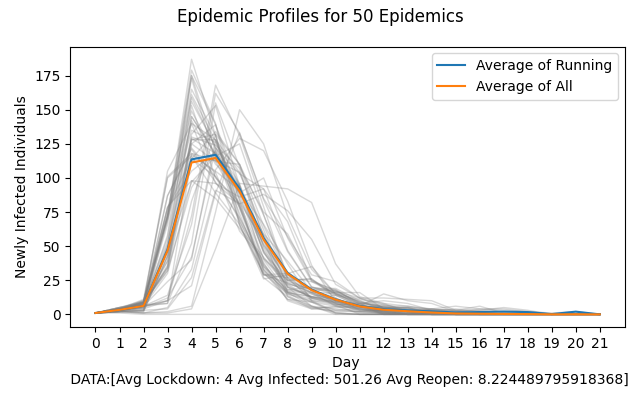 Epidemic Profiles for 50 Epidemics
Newly Infected Individuals
175
150
125
100
75
50
25
0
Average of Running
Average of All
0 1 2 3 4 5 6 7 8 9 10 11 12 13 14 15 16 17 18 19 20 21
Day
DATA:[Avg Lockdown: 4 Avg Infected: 501.26 Avg Reopen: 8.224489795918368]